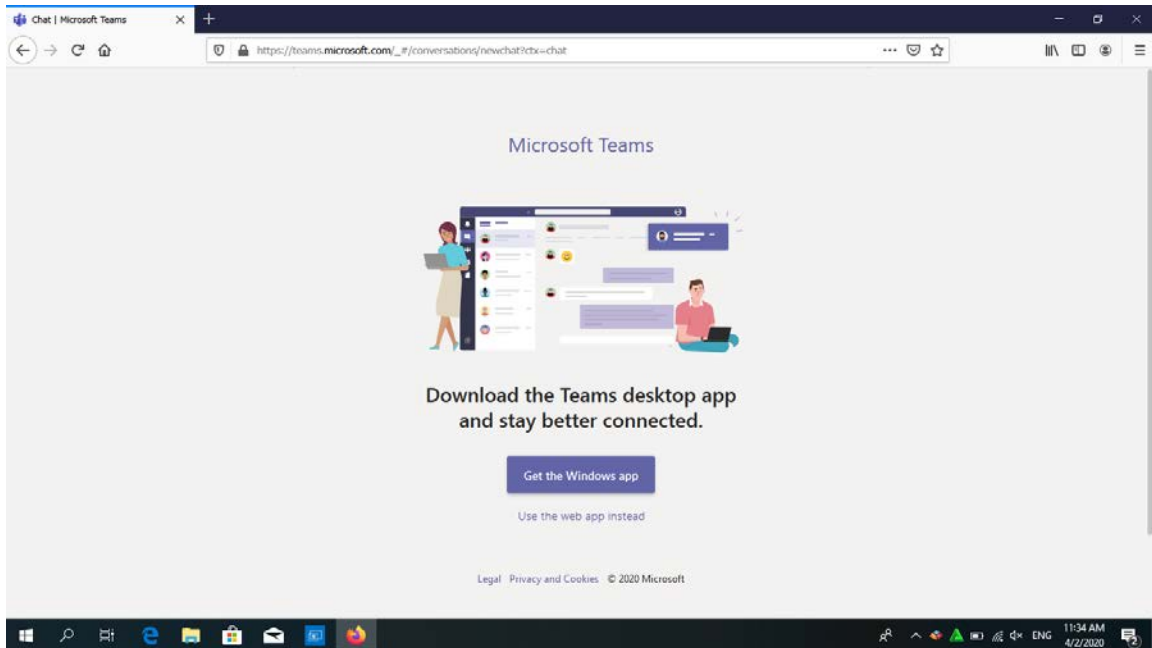 Chat | Microsoft Teams
https://teams.microsoft.com/_#/conversations/newchat?ctx=chat
Microsoft Teams
Download the Teams desktop app
and stay better connected.
Get the Windows app
Use the web app instead
Legal Privacy and Cookies © 2020 Microsoft
ENG
11:34 AM
4/2/2020
2